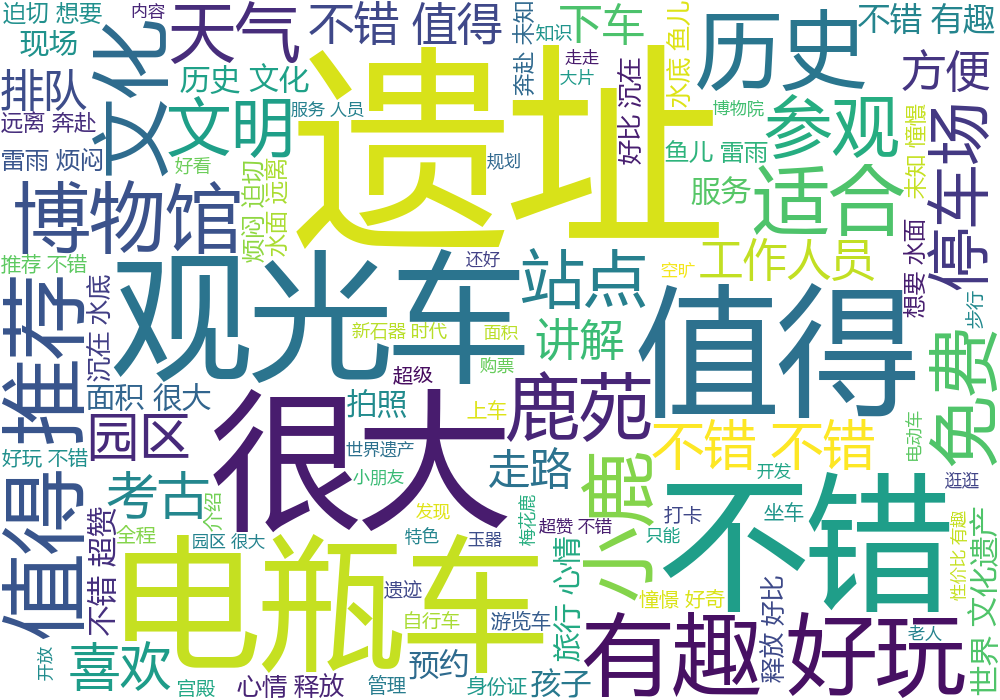 迫切 想要
内容
天气
不错 值得
未知
知识
下车
鱼儿
历史
不错 有趣
现场
文化
走走
大片
奔赴
水底
方便
排队
历史 文化
服务 人员
遗址
沉在
好比
博物院
参观
未知 憧憬
停车场
远离 奔赴
文明
雷雨 烦闷
好看
规划
鱼儿 雷雨
迫切
远离
博物馆
服务
适合
烦闷
水面
水面
想要
推荐 不错
观光车
还好
站点
空旷
工作人员
值得
步行
沉在 水底
新石器 时代
面积
讲解
值得 推荐
购票
超级
免费
面积 很大
很大
拍照
鹿苑
上车
园区
不错 不错
电动车
好玩 不错
世界遗产
走路
小鹿
开发
逛逛
考古
小朋友
不错
介绍
发现
梅花鹿
打卡
坐车
不错 超赞
全程
超赞 不错
只能
性价比 有趣
世界 文化遗产
园区 很大
特色
玉器
电瓶车
旅行 心情
遗迹
憧憬 好奇
释放 好比
自行车
游览车
有趣 好玩
老人
开放
喜欢
预约
宫殿
心情 释放
管理
身份证
孩子